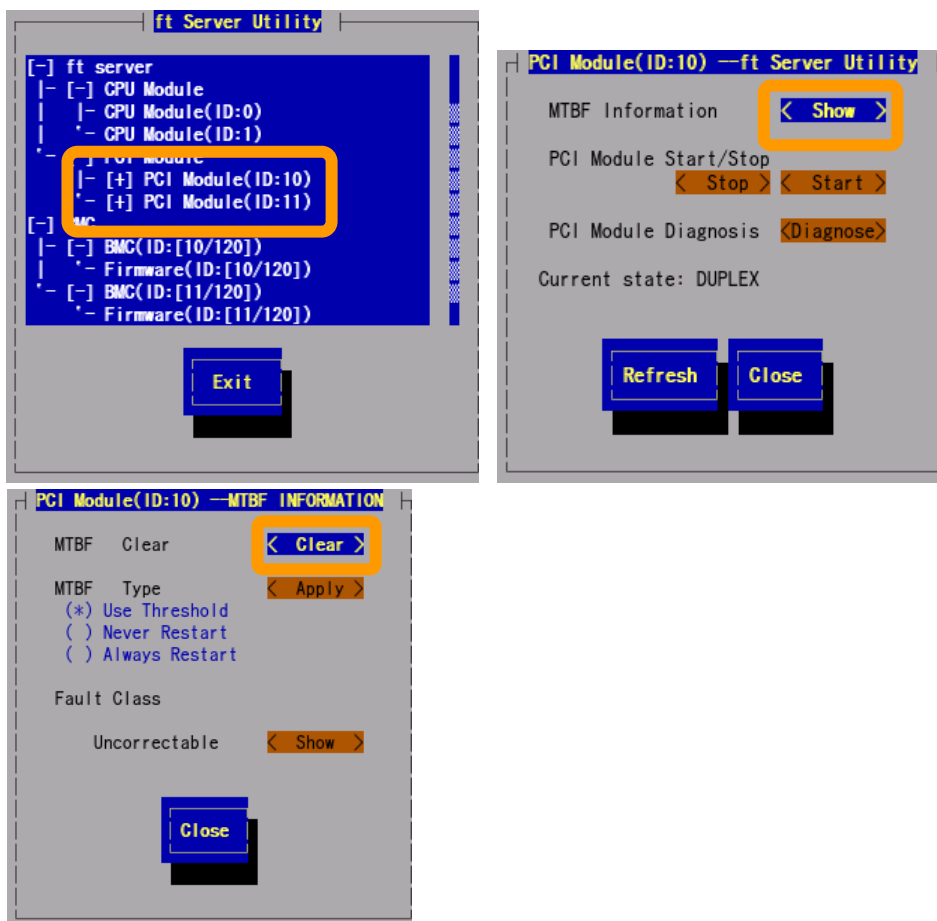 ft Server Utility
[-] ft server
|- [-] CPU Module
| |- CPU Module(ID:0)
| '- CPU Module(ID:1)
'- ] PCI Module
|- [+] PCI Module(ID:10)
'- [+] PCI Module(ID:11)
[-] BMC
|- [-] BMC(ID:[10/120])
| '- Firmware(ID:[10/120])
'- [-] BMC(ID:[11/120])
'- Firmware(ID:[11/120])
Exit
PCI Module(ID:10) --ft Server Utility
MTBF Information < Show >
PCI Module Start/Stop
< Stop > < Start >
PCI Module Diagnosis <Diagnose>
Current state: DUPLEX
Refresh Close
PCI Module(ID:10) --MTBF INFORMATION
MTBF Clear < Clear >
MTBF Type < Apply >
(*) Use Threshold
( ) Never Restart
( ) Always Restart
Fault Class
Uncorrectable < Show >
Close